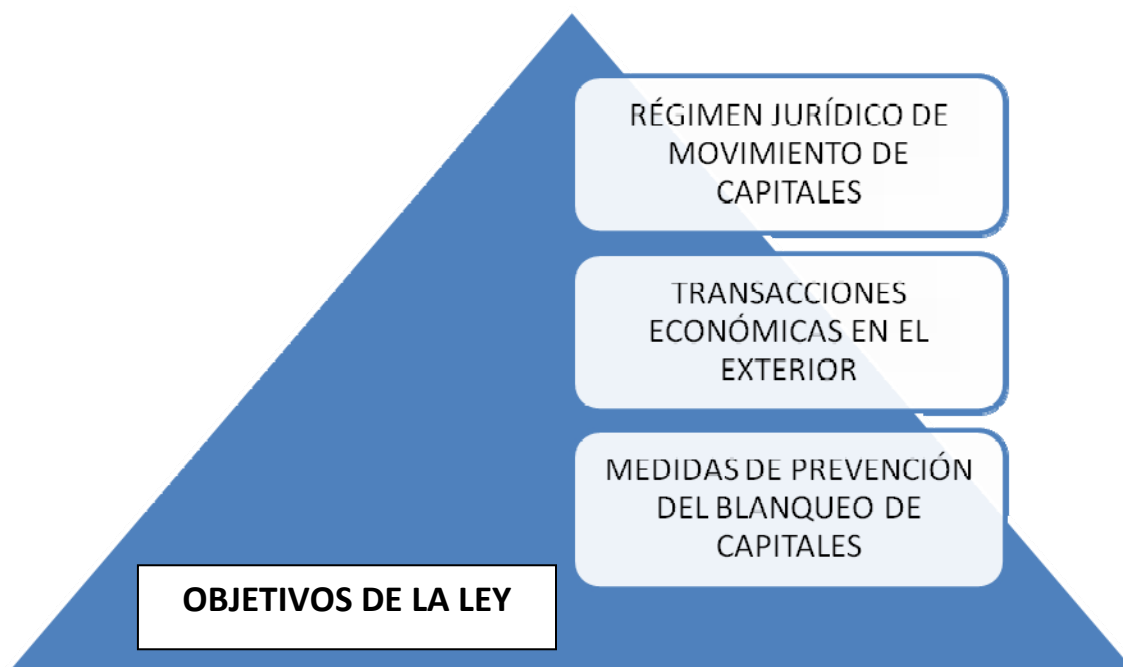 RÉGIMEN JURÍDICO DE
MOVIMIENTO DE
CAPITALES
TRANSACCIONES
ECONÓMICAS EN EL
EXTERIOR
MEDIDAS DE PREVENCIÓN
DEL BLANQUEO DE
CAPITALES
OBJETIVOS DE LA LEY